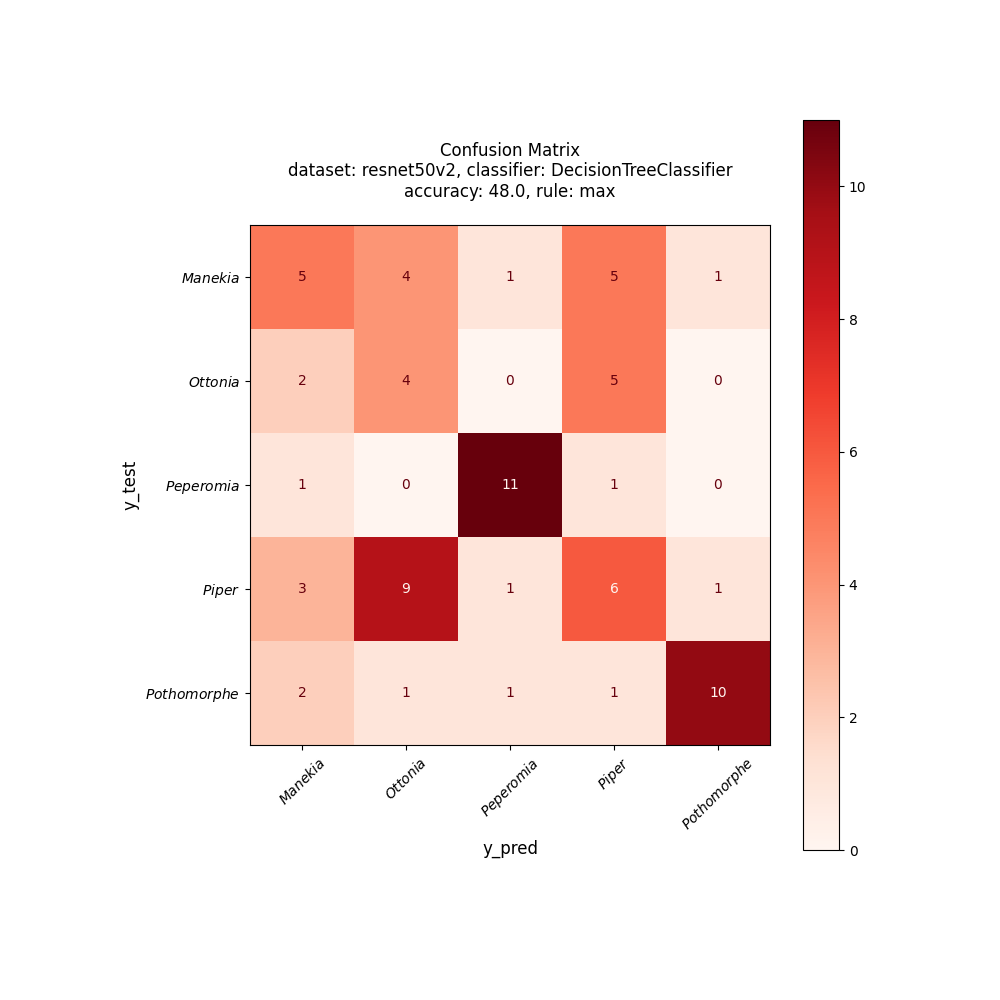 Confusion Matrix
dataset: resnet50v2, classifier: DecisionTreeClassifier
accuracy: 48.0, rule: max
Manekia 5 4 1 5 1
Ottonia 2 4 0 5 0
Peperomia 1 0 11 1 0
Piper 3 9 1 6 1
Pothomorphe 2 1 1 1 10
y_test
Manekia Ottonia Peperomia Piper Pothomorphe
y_pred
10
8
6
4
2
0